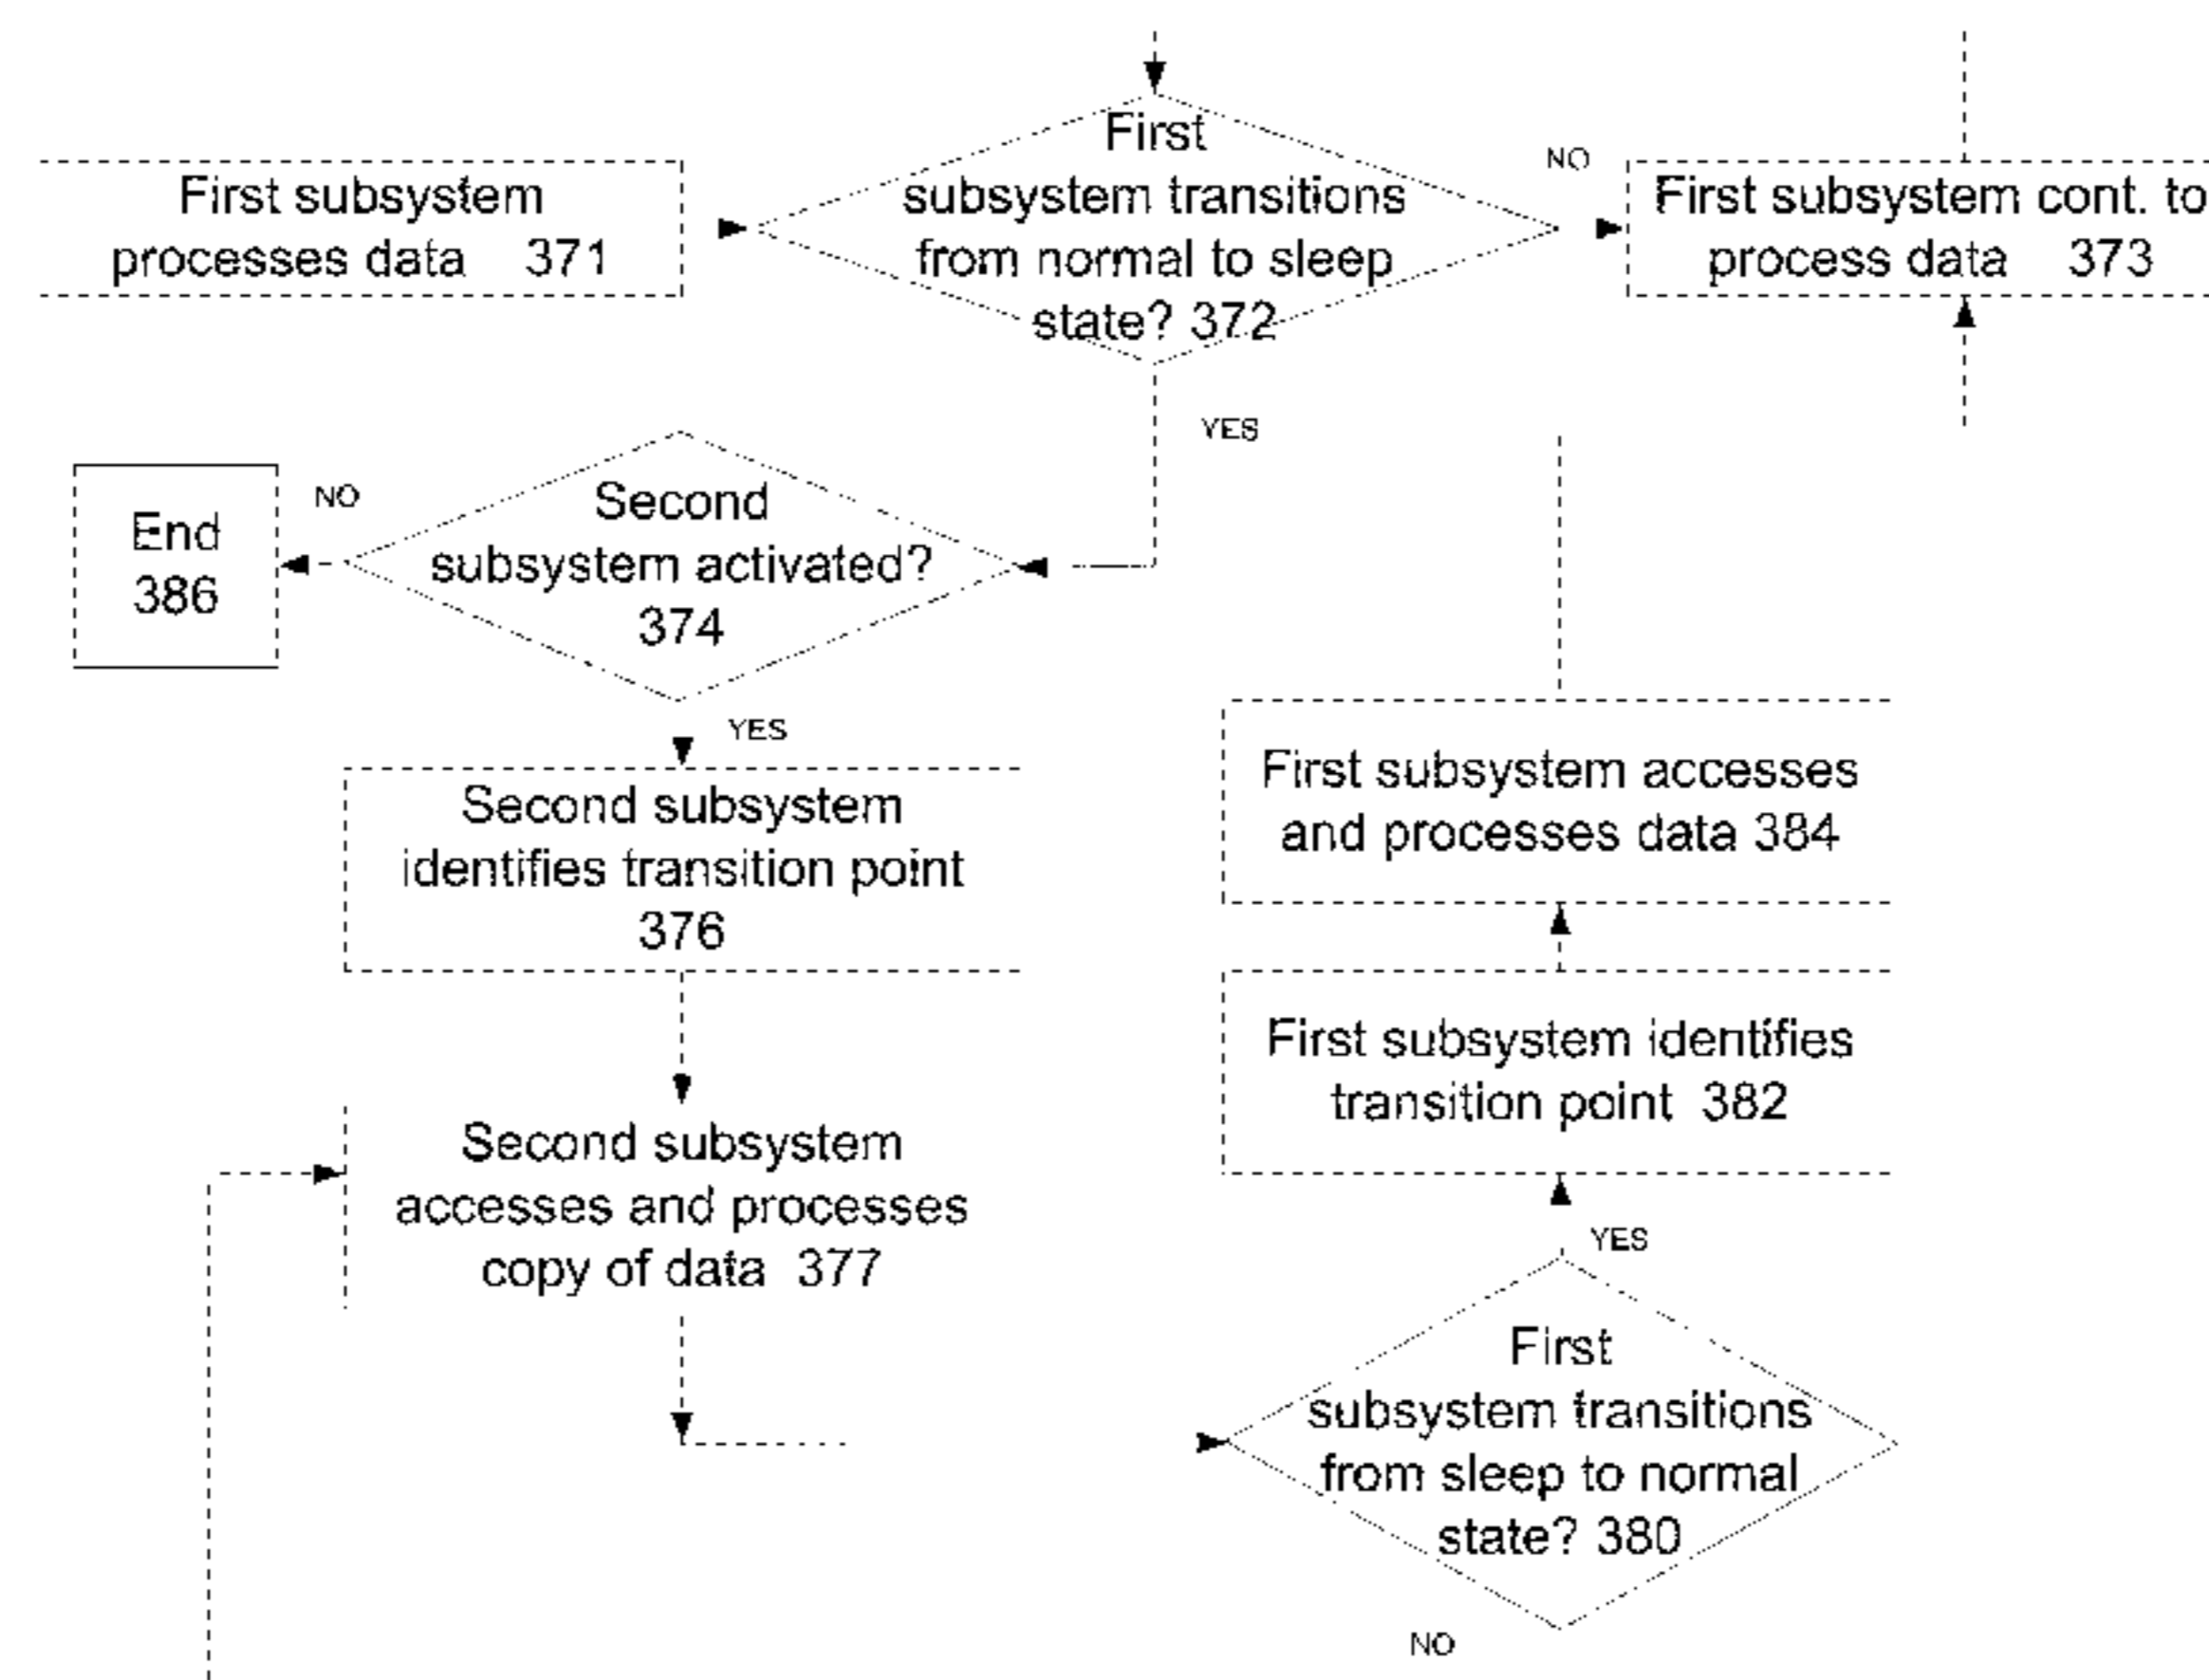 First subsystem
processes data 371
First
subsystem transitions
from normal to sleep
state? 372
NO
First subsystem cont. to
process data 373
YES
End
386
NO
Second
subsystem activated?
374
YES
Second subsystem
identifies transition point
376
First subsystem accesses
and processes data 384
First subsystem identifies
transition point 382
Second subsystem
accesses and processes
copy of data 377
YES
First
subsystem transitions
from sleep to normal
state? 380
NO